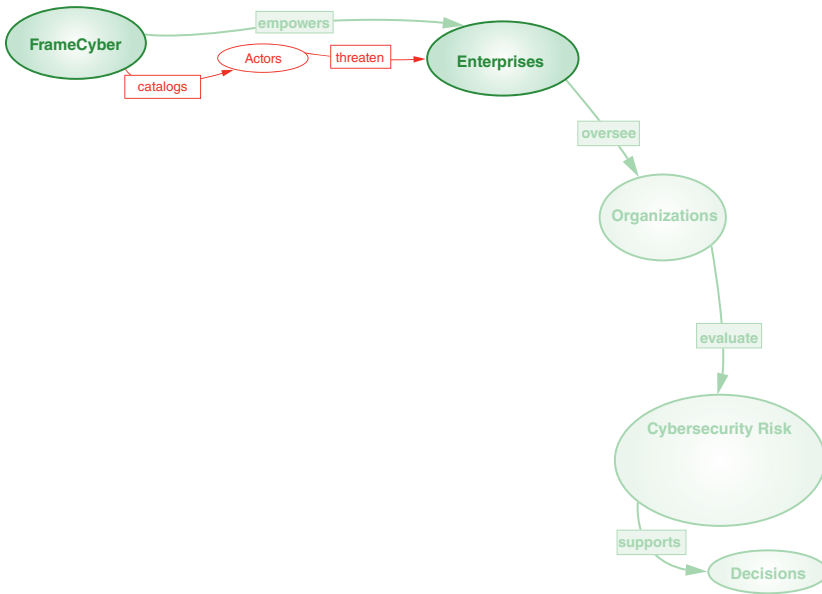 empowers
FrameCyber
Actors
threaten
Enterprises
catalogs
oversee
Organizations
evaluate
Cybersecurity Risk
supports
Decisions